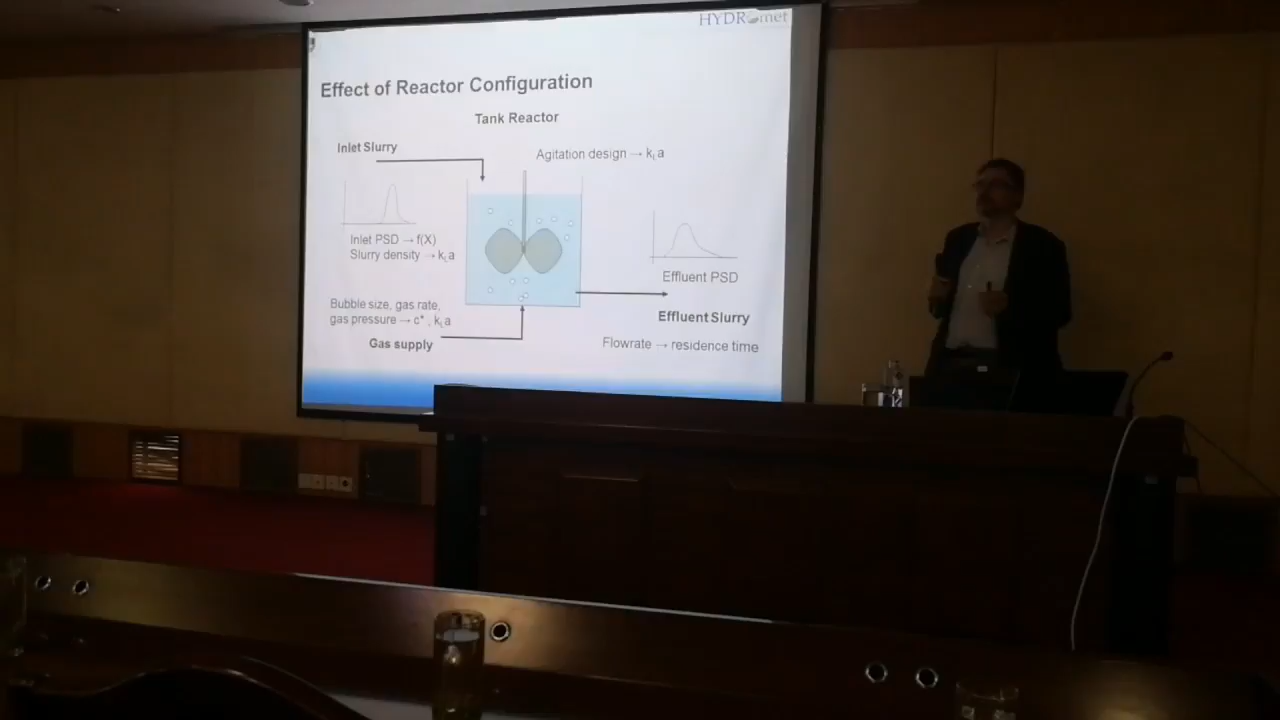 HYDROmet
Effect of Reactor Configuration
Tank Reactor
Inlet Slurry
Agitation design → kLa
Inlet PSD → f(X)
Slurry density → kLa
Effluent PSD
Bubble size, gas rate,
gas pressure → c*, kLa
Gas supply
Effluent Slurry
Flowrate → residence time